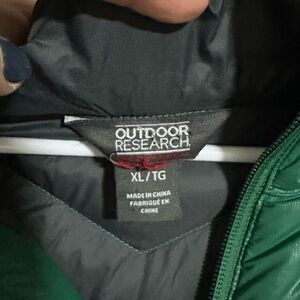 OUTDOOR
RESEARCH
XL/TG
MADE IN CHINA
FABRIQUÉ EN
CHINE